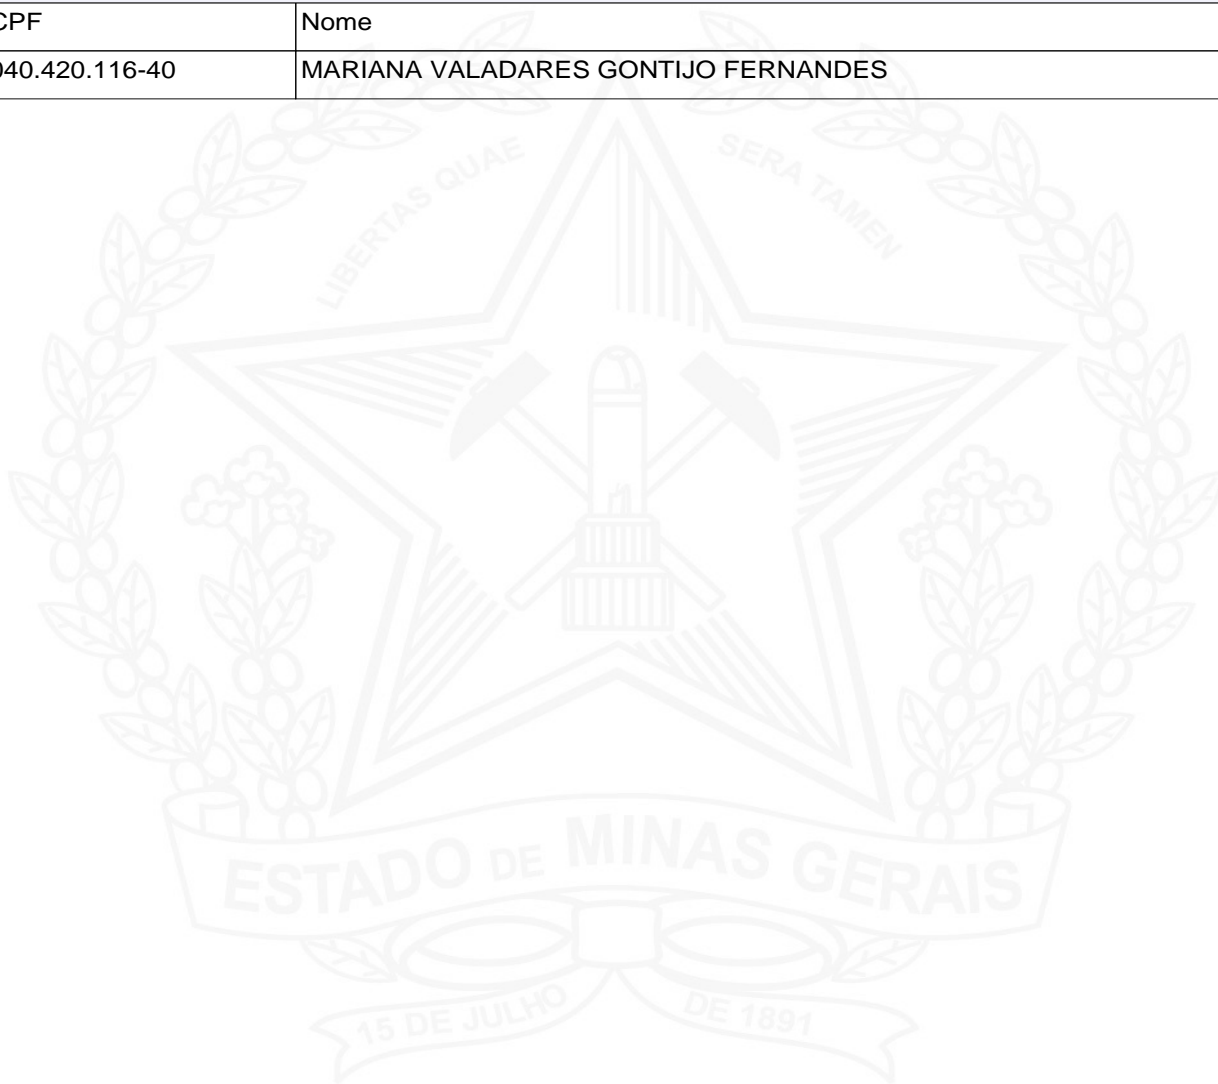 CPF Nome
040.420.116-40 MARIANA VALADARES GONTIJO FERNANDES
LIBERTAS QUAE SERA TAMEN
ESTADO DE MINAS GERAIS
15 DE JULHO DE 1891